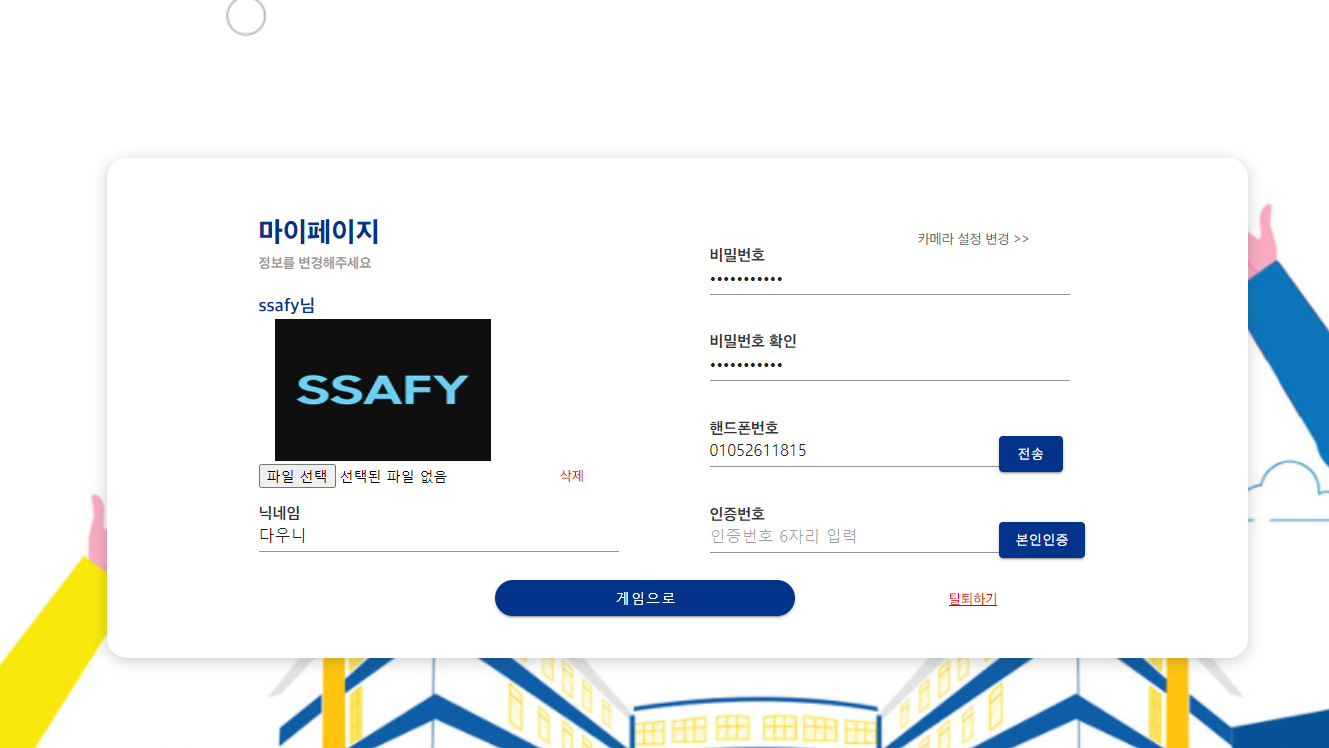 마이페이지
정보를 변경해주세요
ssafy님
SSAFY
파일 선택 선택된 파일 없음
삭제
닉네임
다우니
카메라 설정 변경 >>
비밀번호
•••••••••••
비밀번호 확인
•••••••••••
핸드폰번호
01052611815
전송
인증번호
인증번호 6자리 입력
본인인증
게임으로
탈퇴하기